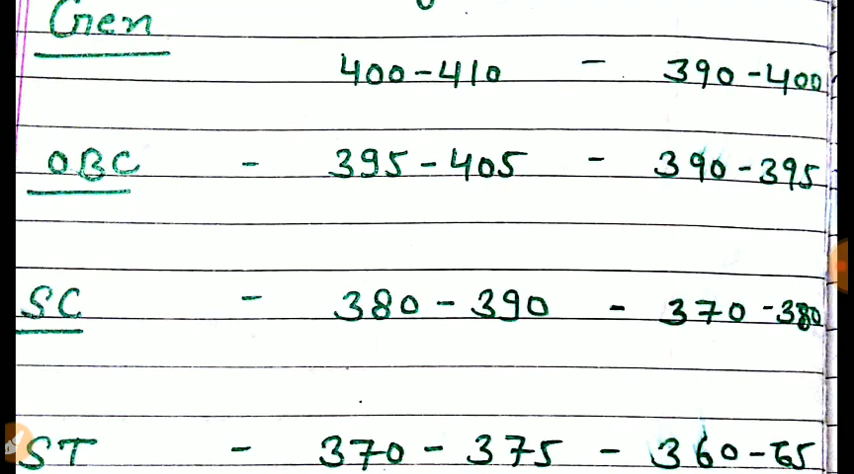 Gen
400-410 - 390-400
OBC - 395-405 - 390-395
SC - 380-390 - 370-380
ST - 370-375 - 360-65